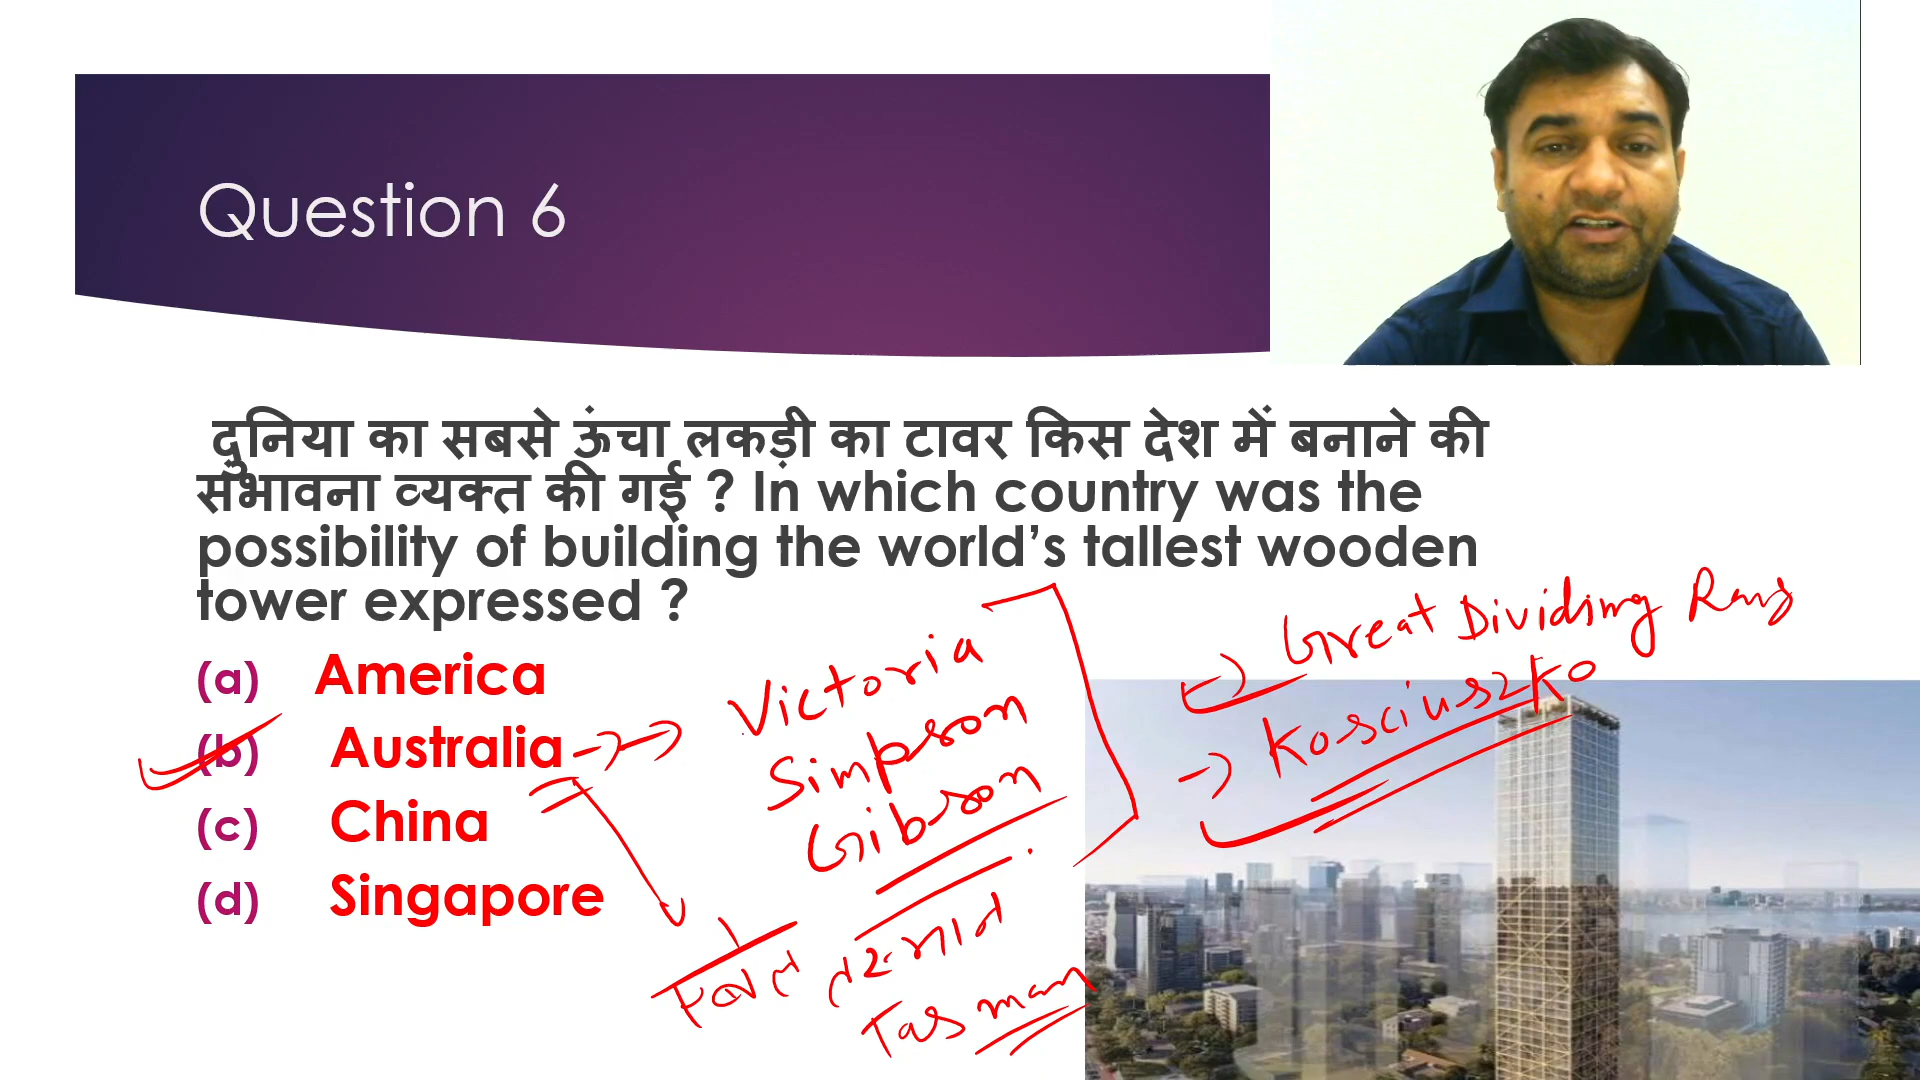 Question 6
दुनिया का सबसे ऊंचा लकड़ी का टावर किस देश में बनाने की
संभावना व्यक्त की गई ? In which country was the
possibility of building the world’s tallest wooden
tower expressed ?
(a) America
(b) Australia
(c) China
(d) Singapore
Victoria
Simpson
Gibson
Great Dividing
Kosciuszko
Tasman